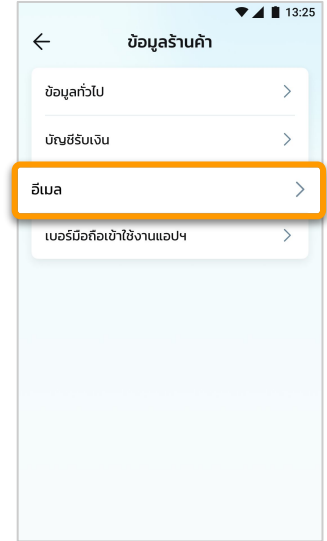 13:25
ข้อมูลร้านค้า
ข้อมูลทั่วไป
บัญชีรับเงิน
อีเมล
เบอร์มือถือเข้าใช้งานแอปฯ